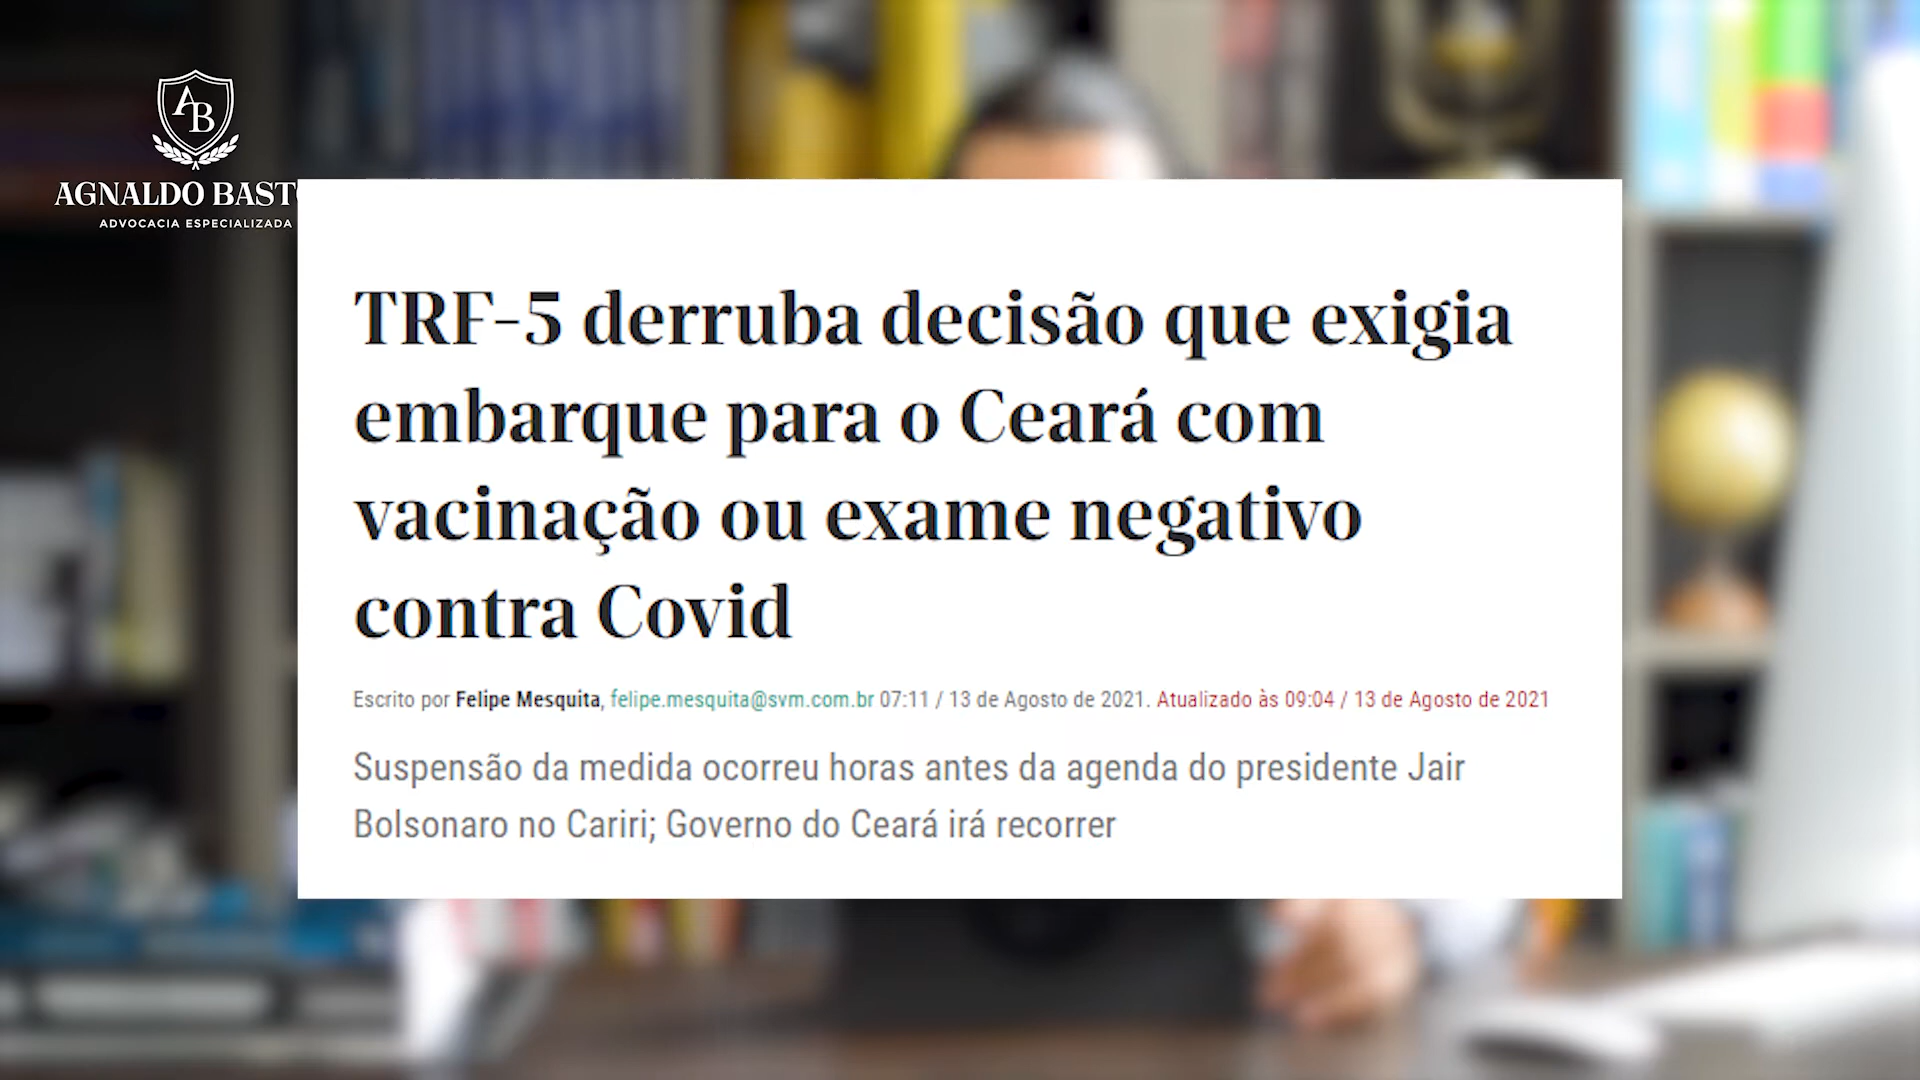 AB
AGNALDO BAST
ADVOCACIA ESPECIALIZADA
TRF-5 derruba decisão que exigia
embarque para o Ceará com
vacinação ou exame negativo
contra Covid
Escrito por Felipe Mesquita, felipe.mesquita@svm.com.br 07:11 / 13 de Agosto de 2021. Atualizado às 09:04 / 13 de Agosto de 2021
Suspensão da medida ocorreu horas antes da agenda do presidente Jair
Bolsonaro no Cariri; Governo do Ceará irá recorrer